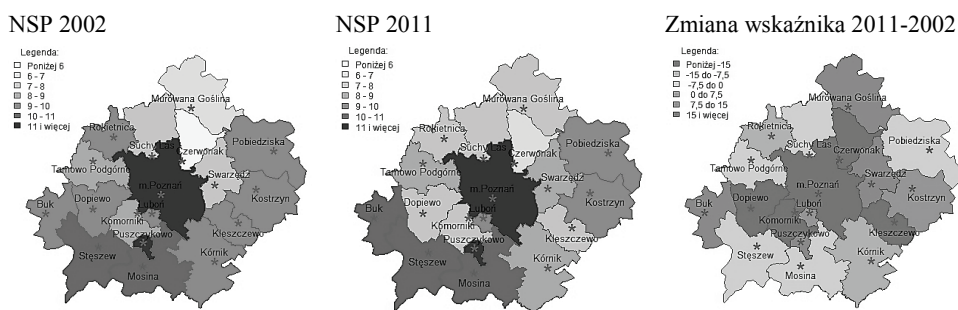 NSP 2002
Legenda:
Poniżej 6
6 - 7
7 - 8
8 - 9
9 - 10
10 - 11
11 i więcej
Murowana Goślina
Rokietnica
Suchy Las
Czerwonak
Pobiedziska
Tarnowo Podgórne
Swarzędz
m.Poznań
Buk
Dopiewo
Kostrzyn
Luboń
Komorniki
Puszczykowo
Kleszczewo
Stęszew
Kórnik
Mosina
NSP 2011
Legenda:
Poniżej 6
6 - 7
7 - 8
8 - 9
9 - 10
10 - 11
11 i więcej
Murowana Goślina
Rokietnica
Suchy Las
Czerwonak
Pobiedziska
Tarnowo Podgórne
Swarzędz
m.Poznań
Buk
Dopiewo
Kostrzyn
Luboń
Komorniki
Puszczykowo
Kleszczewo
Stęszew
Kórnik
Mosina
Zmiana wskaźnika 2011-2002
Legenda:
Poniżej -15
-15 do -7,5
-7,5 do 0
0 do 7,5
7,5 do 15
15 i więcej
Murowana Goślina
Rokietnica
Suchy Las
Czerwonak
Pobiedziska
Tarnowo Podgórne
Swarzędz
m.Poznań
Buk
Dopiewo
Kostrzyn
Luboń
Komorniki
Puszczykowo
Kleszczewo
Stęszew
Kórnik
Mosina